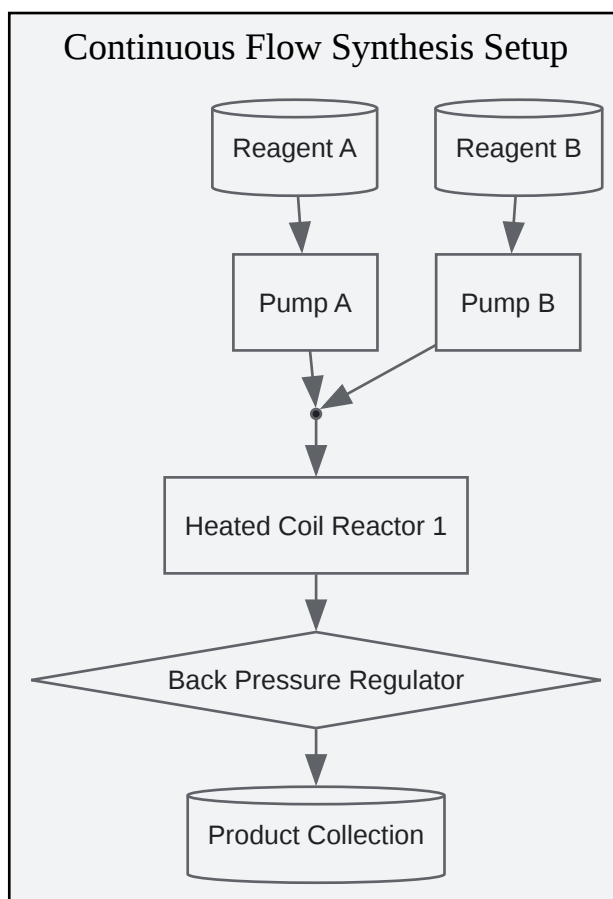 Continuous Flow Synthesis Setup
Reagent A
Reagent B
Pump A
Pump B
Heated Coil Reactor 1
Back Pressure Regulator
Product Collection